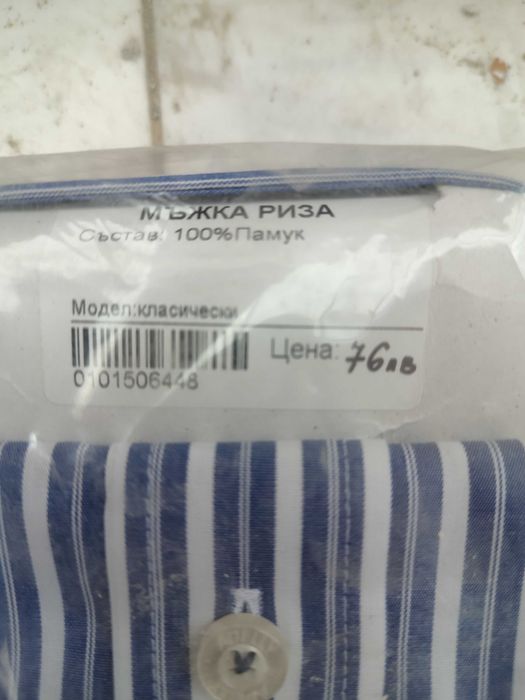 МЪЖКА РИЗА
Състав: 100%Памук
Модел:класически
Цена: 76лв
0101506448